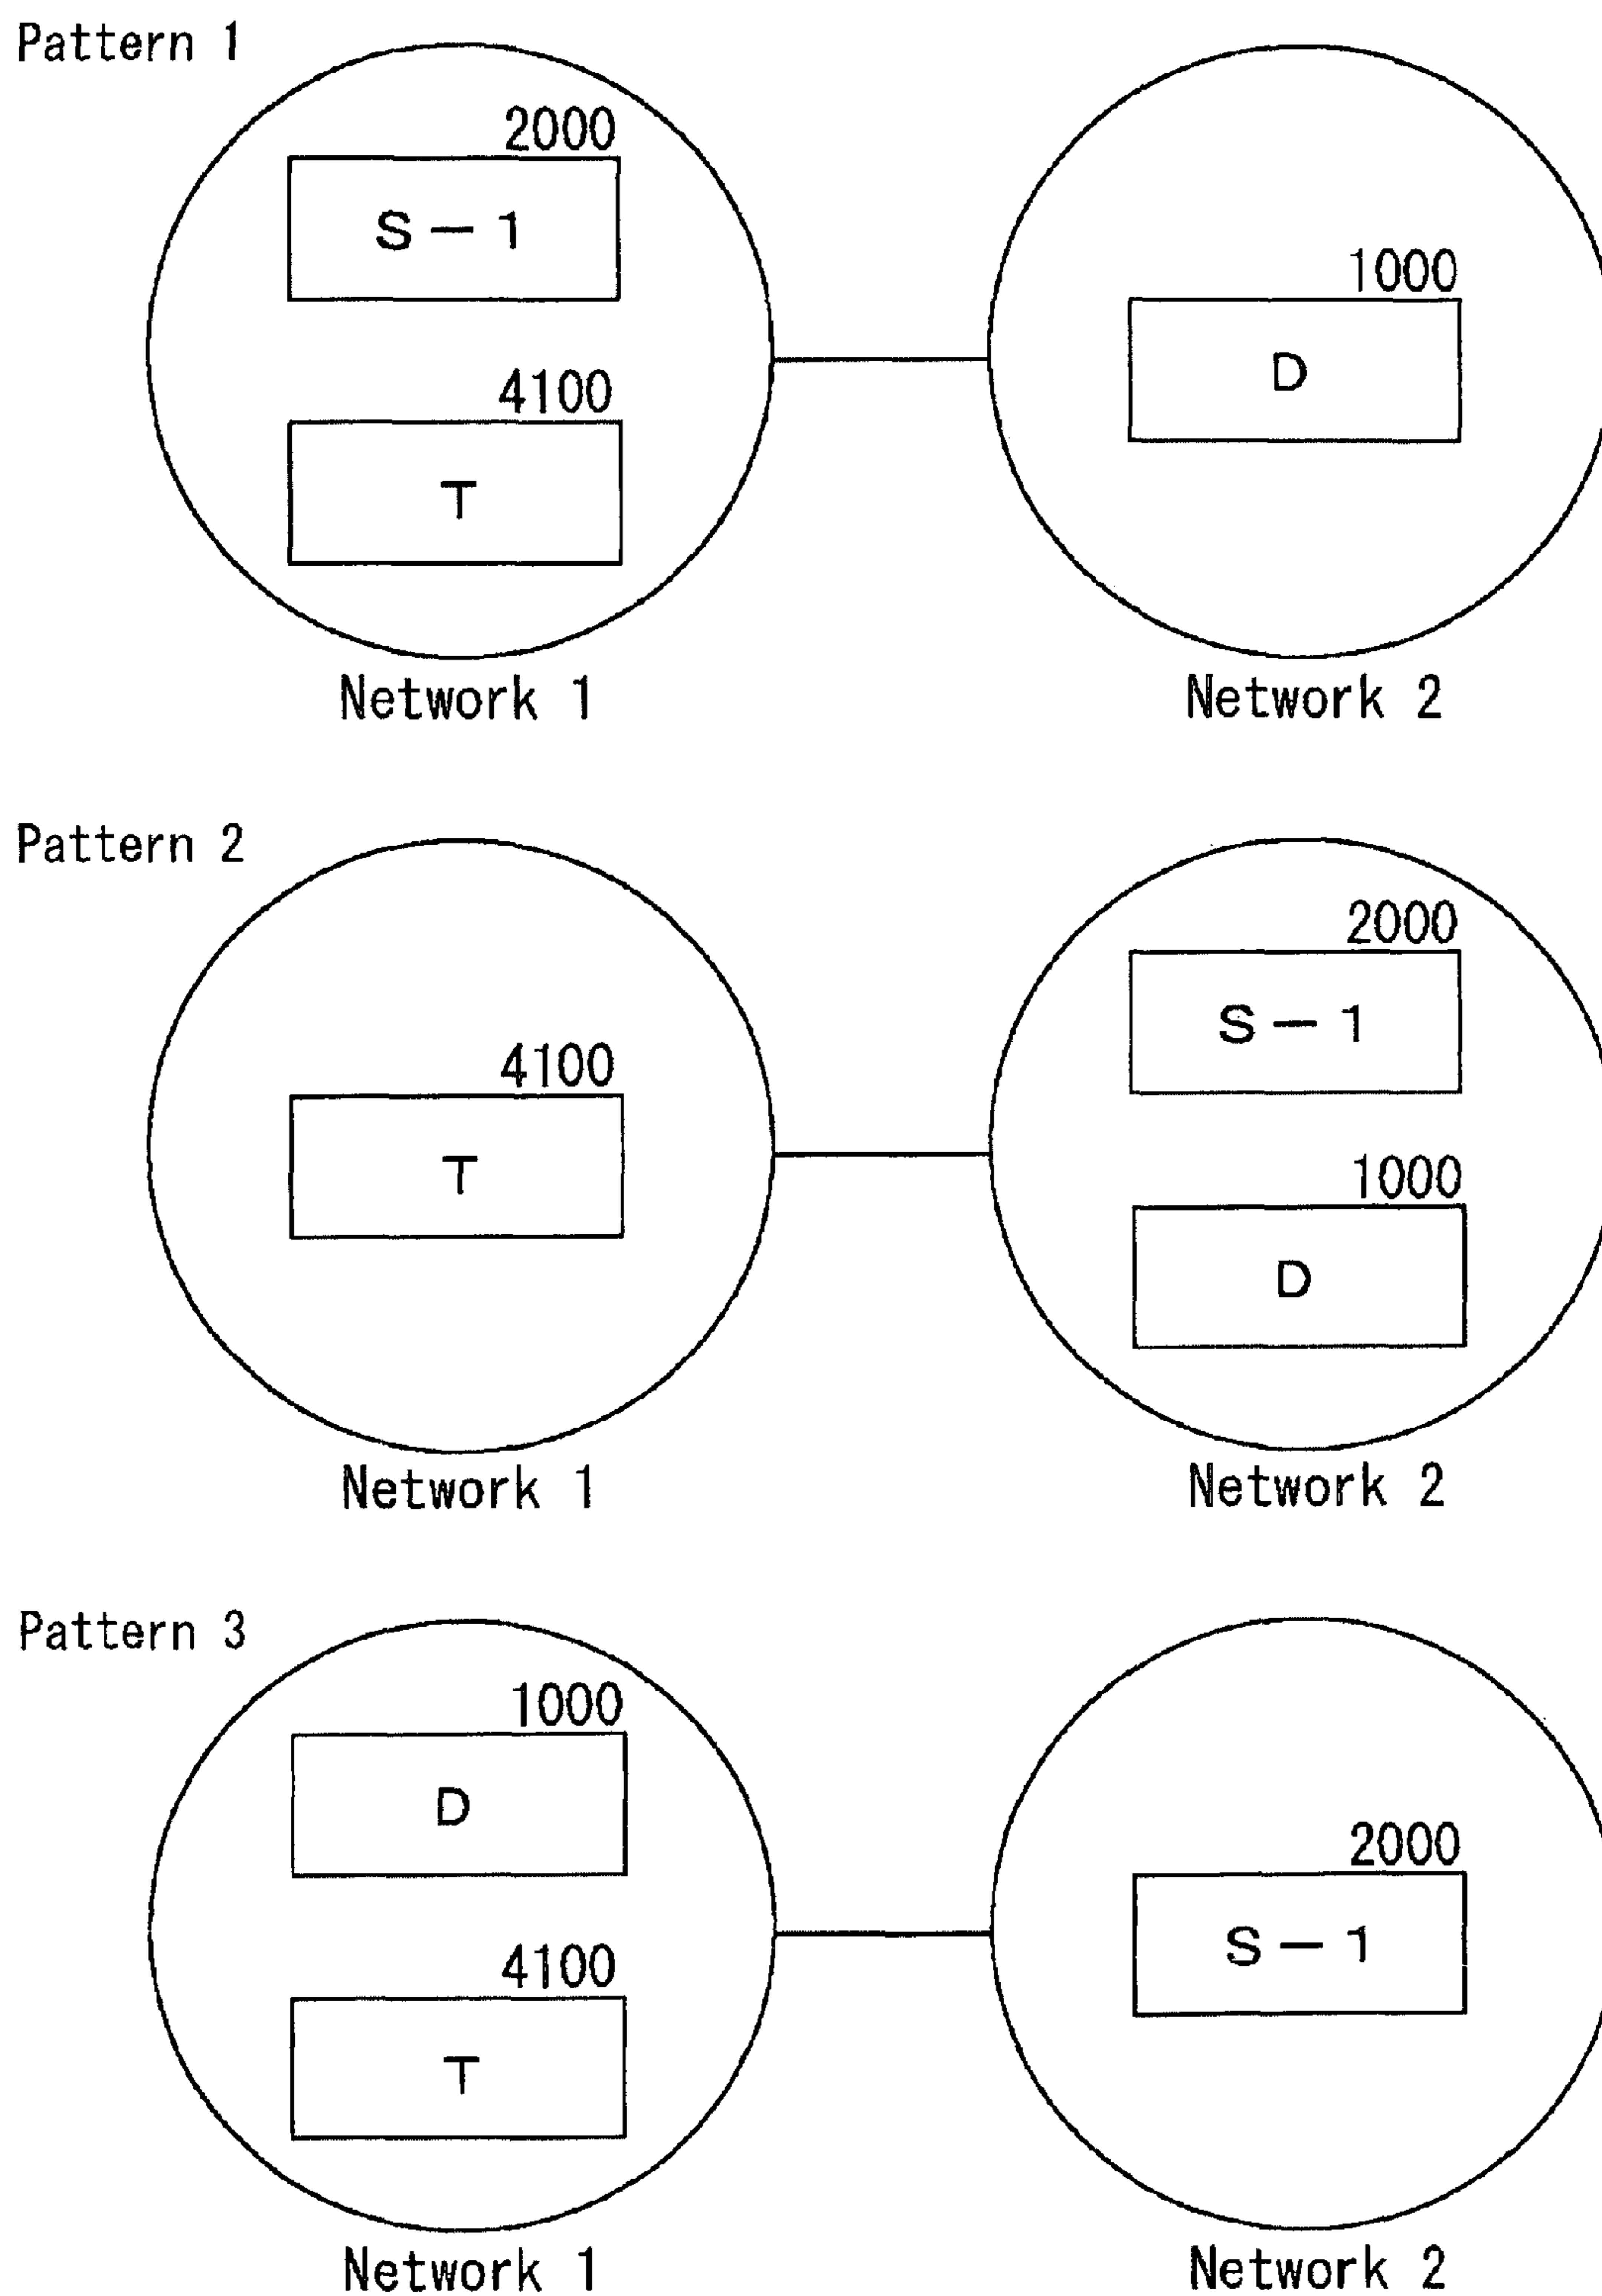 Pattern 1
2000
S-1
1000
D
4100
T
Network 1
Network 2
Pattern 2
2000
S-1
4100
T
1000
D
Network 1
Network 2
Pattern 3
1000
D
2000
S-1
4100
T
Network 1
Network 2